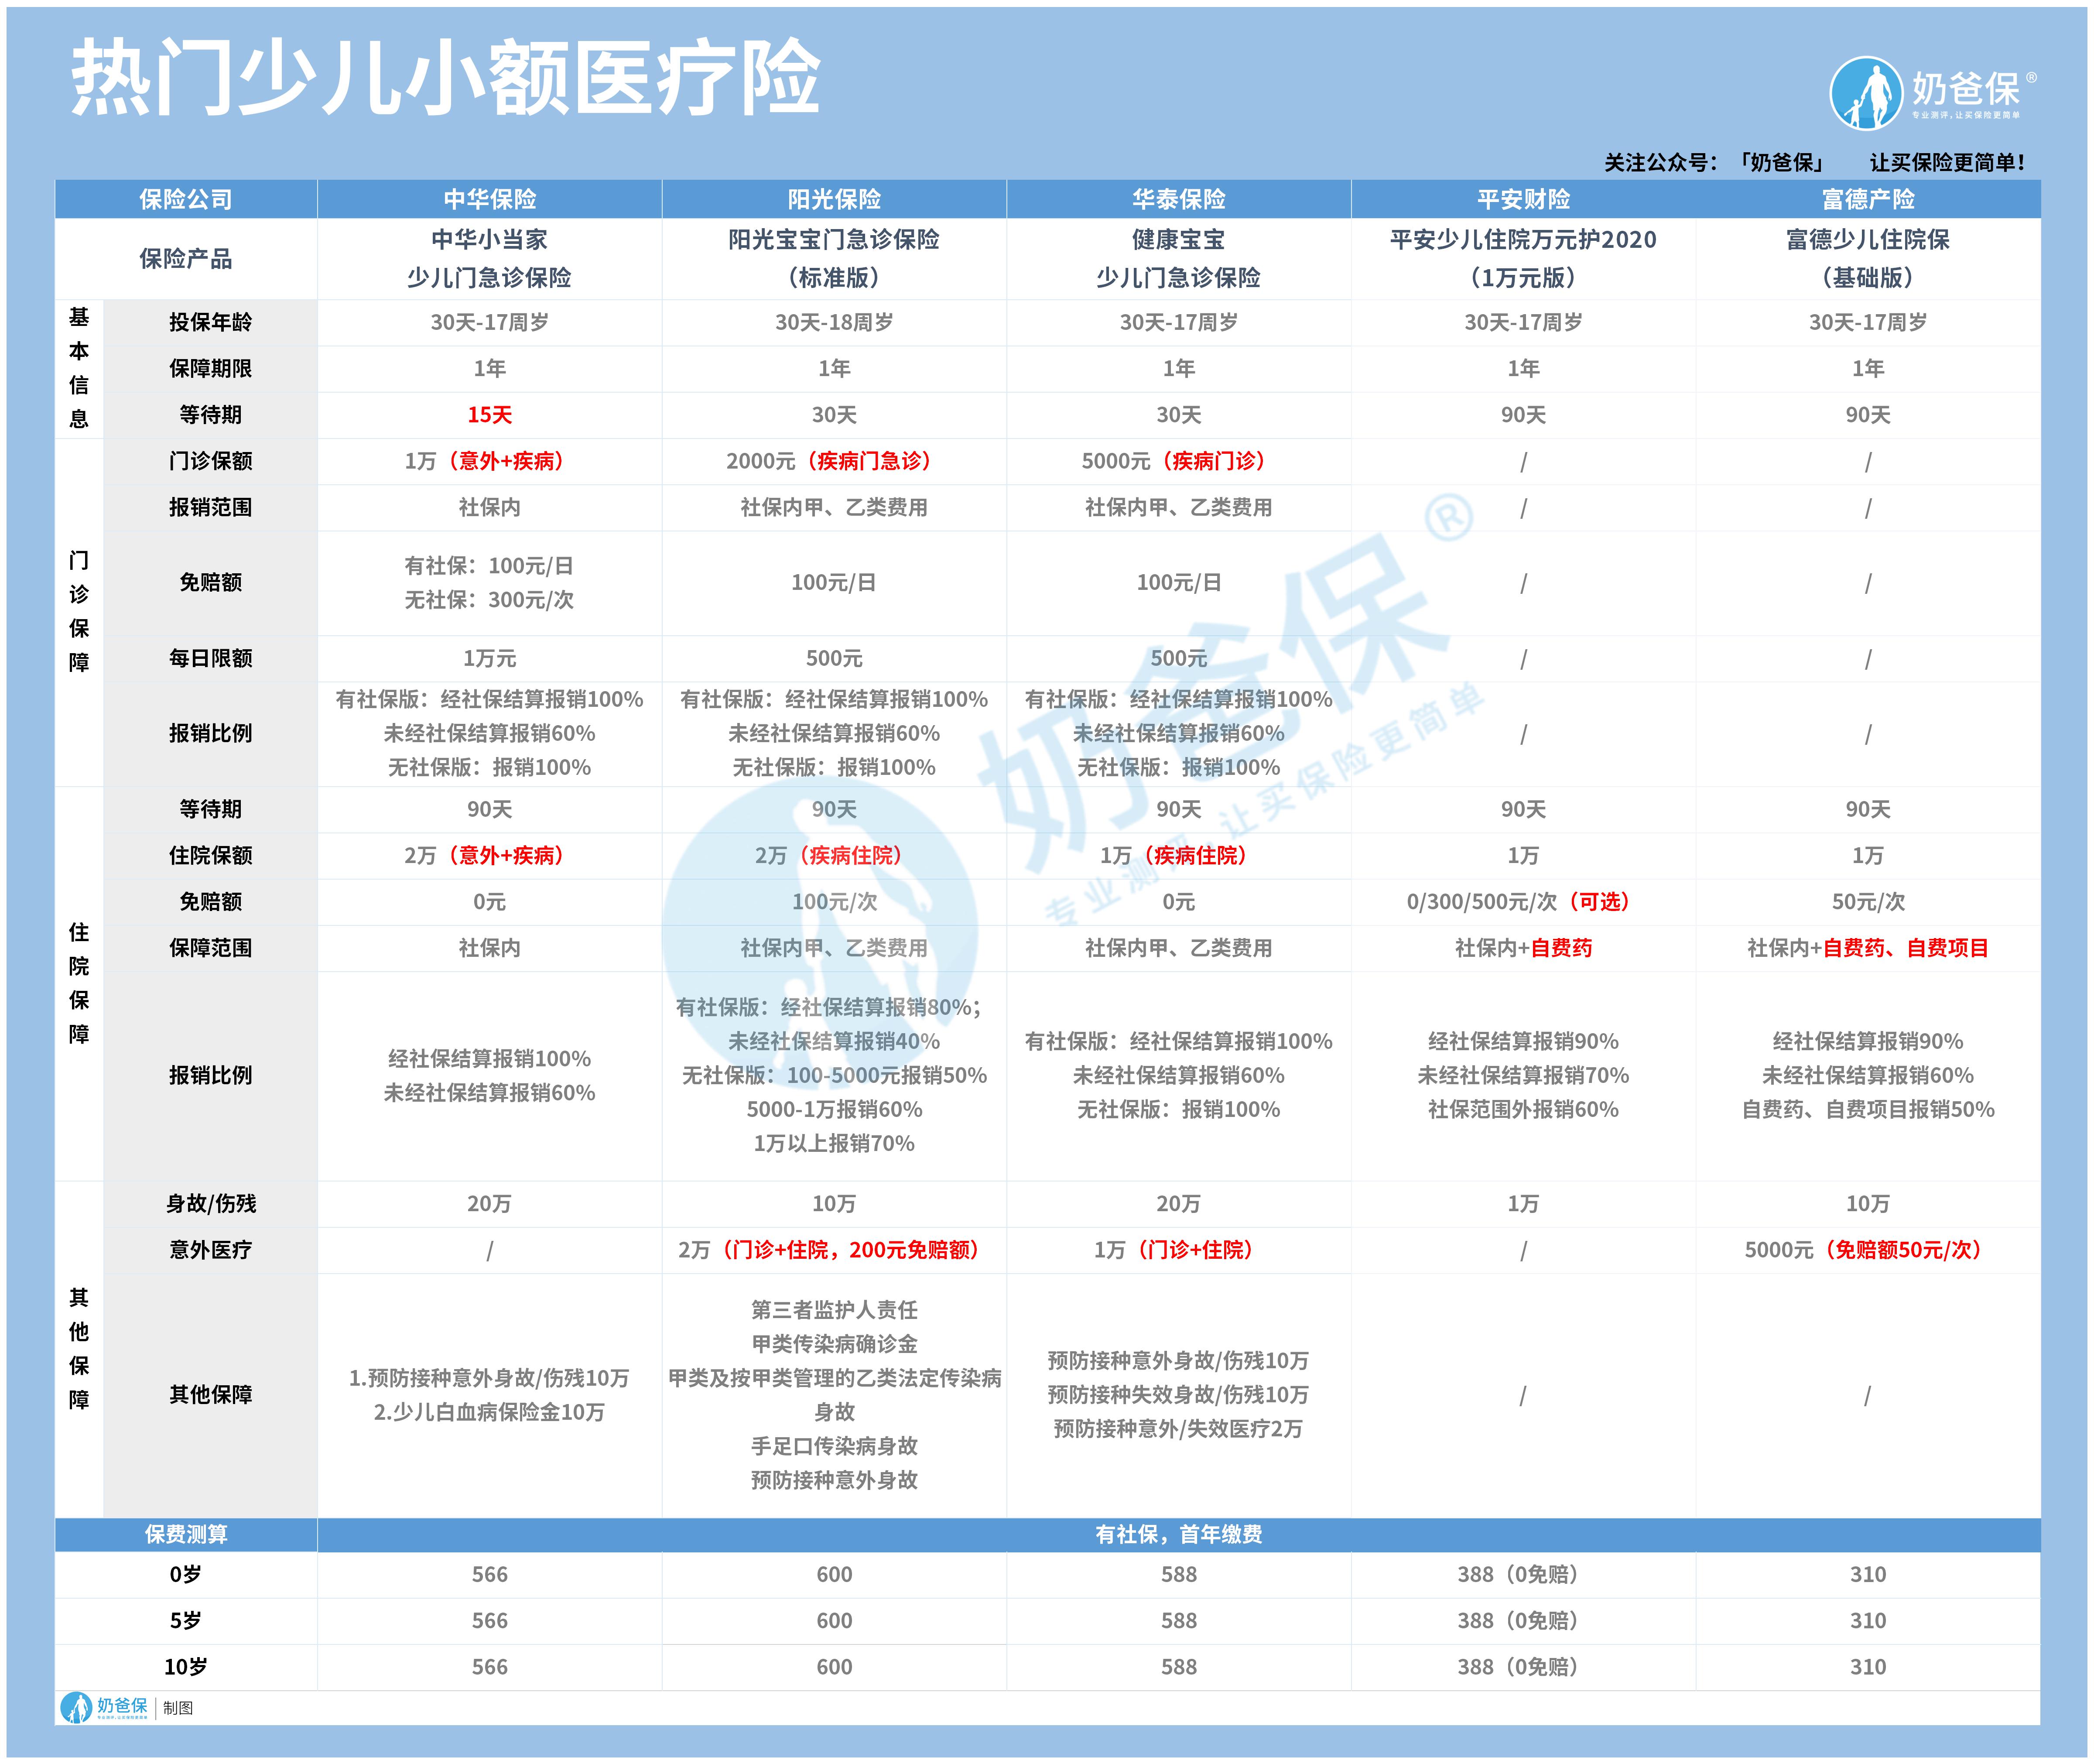 热门少儿小额医疗险
奶爸保®
专业测评,让买保险更简单
关注公众号：「奶爸保」 让买保险更简单!
保险公司 中华保险 阳光保险 华泰保险 平安财险 富德产险
保险产品
中华小当家
少儿门急诊保险
阳光宝宝门急诊保险
（标准版）
健康宝宝
少儿门急诊保险
平安少儿住院万元护2020
（1万元版）
富德少儿住院保
（基础版）
基本信息
投保年龄 30天-17周岁 30天-18周岁 30天-17周岁 30天-17周岁 30天-17周岁
保障期限 1年 1年 1年 1年 1年
等待期 15天 30天 30天 90天 90天
门诊保障
门诊保额 1万（意外+疾病） 2000元（疾病门急诊） 5000元（疾病门诊） / /
报销范围 社保内 社保内甲、乙类费用 社保内甲、乙类费用 / /
免赔额
有社保：100元/日
无社保：300元/次
100元/日 100元/日 / /
每日限额 1万元 500元 500元 / /
报销比例
有社保版：经社保结算报销100%
未经社保结算报销60%
无社保版：报销100%
有社保版：经社保结算报销100%
未经社保结算报销60%
无社保版：报销100%
有社保版：经社保结算报销100%
未经社保结算报销60%
无社保版：报销100%
/ /
住院保障
等待期 90天 90天 90天 90天 90天
住院保额 2万（意外+疾病） 2万（疾病住院） 1万（疾病住院） 1万 1万
免赔额 0元 100元/次 0元 0/300/500元/次（可选） 50元/次
保障范围 社保内 社保内甲、乙类费用 社保内甲、乙类费用 社保内+自费药 社保内+自费药、自费项目
报销比例
经社保结算报销100%
未经社保结算报销60%
有社保版：经社保结算报销80%；
未经社保结算报销40%
无社保版：100-5000元报销50%
5000-1万报销60%
1万以上报销70%
有社保版：经社保结算报销100%
未经社保结算报销60%
无社保版：报销100%
经社保结算报销90%
未经社保结算报销70%
社保范围外报销60%
经社保结算报销90%
未经社保结算报销60%
自费药、自费项目报销50%
其他保障
身故/伤残 20万 10万 20万 1万 10万
意外医疗 / 2万（门诊+住院，200元免赔额） 1万（门诊+住院） / 5000元（免赔额50元/次）
其他保障
1.预防接种意外身故/伤残10万
2.少儿白血病保险金10万
第三者监护人责任
甲类传染病确诊金
甲类及按甲类管理的乙类法定传染病
身故
手足口传染病身故
预防接种意外身故
预防接种意外身故/伤残10万
预防接种失效身故/伤残10万
预防接种意外/失效医疗2万
/ /
保费测算 有社保，首年缴费
0岁 566 600 588 388（0免赔） 310
5岁 566 600 588 388（0免赔） 310
10岁 566 600 588 388（0免赔） 310
奶爸保®
专业测评,让买保险更简单
奶爸保 制图
专业测评,让买保险更简单